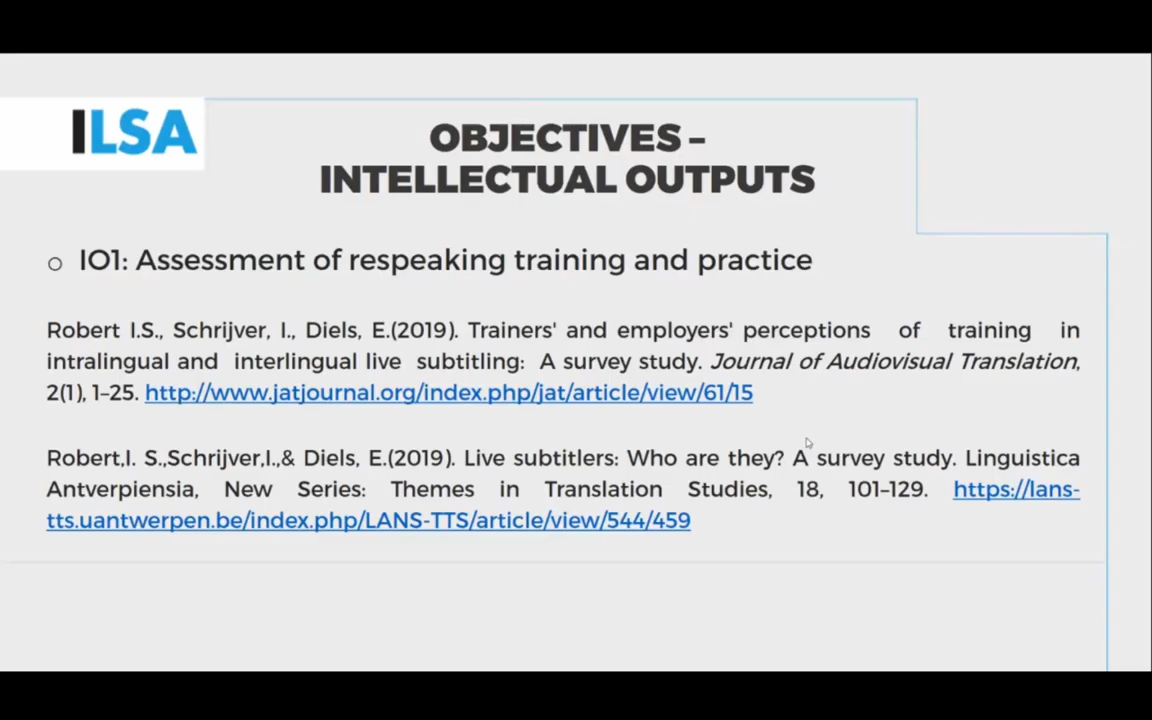 ILSA
OBJECTIVES –
INTELLECTUAL OUTPUTS
IO1: Assessment of respeaking training and practice
Robert I.S., Schrijver, I., Diels, E.(2019). Trainers' and employers' perceptions of training in
intralingual and interlingual live subtitling: A survey study. Journal of Audiovisual Translation,
2(1), 1–25. http://www.jatjournal.org/index.php/jat/article/view/61/15
Robert,I. S.,Schrijver,I.,& Diels, E.(2019). Live subtitlers: Who are they? A survey study. Linguistica
Antverpiensia, New Series: Themes in Translation Studies, 18, 101–129. https://lans-
tts.uantwerpen.be/index.php/LANS-TTS/article/view/544/459